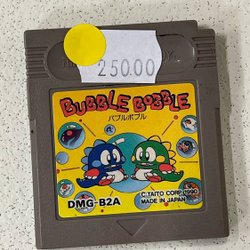 250.00
BUBBLE BOBBLE
バブルボブル
DMG-B2A
© TAITO CORP. 1990
MADE IN JAPAN